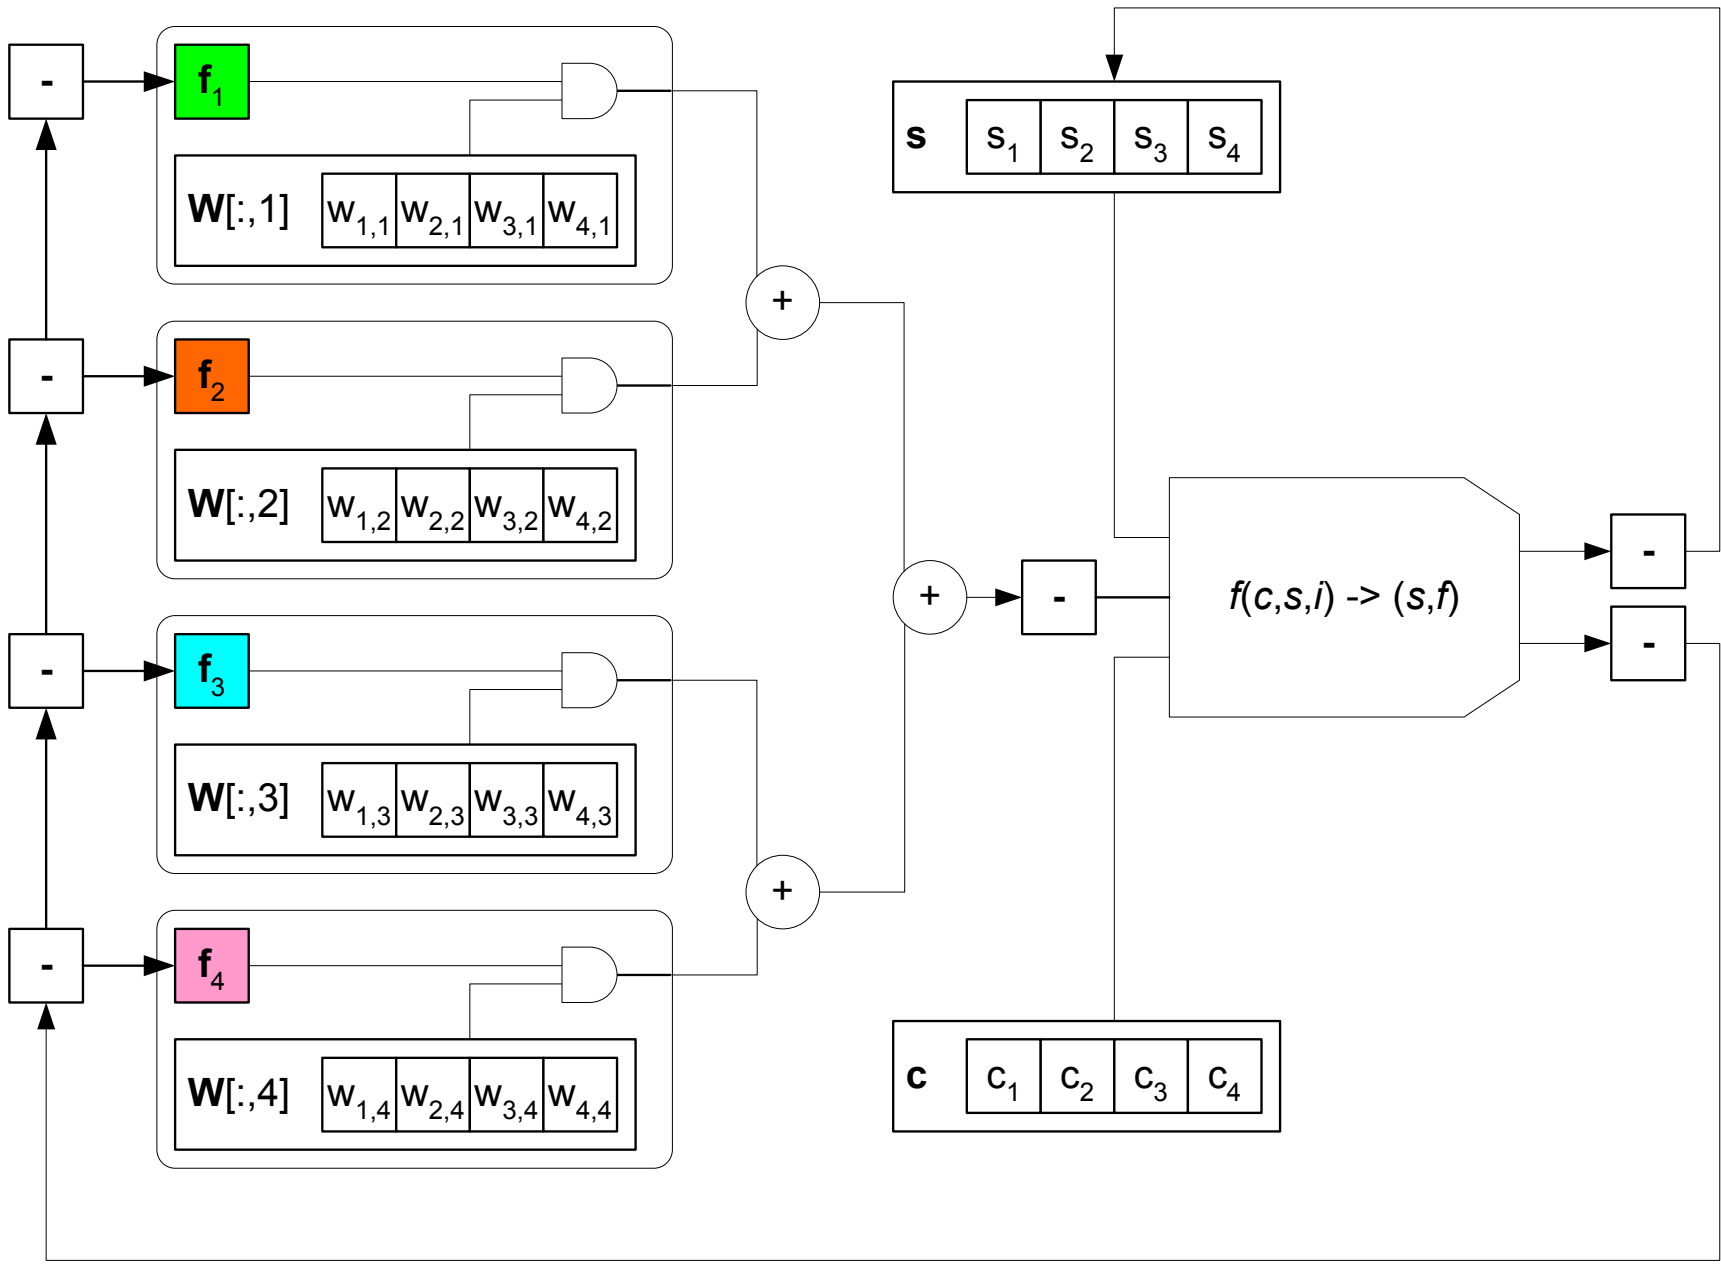 - f1
W[:,1] w1,1 w2,1 w3,1 w4,1
- f2
W[:,2] w1,2 w2,2 w3,2 w4,2
- f3
W[:,3] w1,3 w2,3 w3,3 w4,3
- f4
W[:,4] w1,4 w2,4 w3,4 w4,4
+
+
+
-
s s1 s2 s3 s4
f(c,s,i) -> (s,f)
-
-
c c1 c2 c3 c4